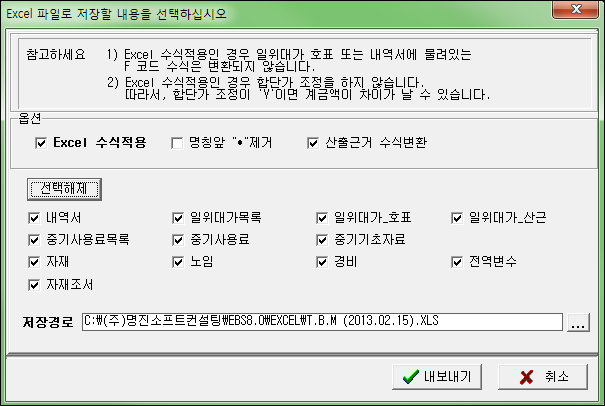 Excel 파일로 저장할 내용을 선택하십시오
참고하세요 1) Excel 수식적용인 경우 일위대가 호표 또는 내역서에 물려있는
F 코드 수식은 변환되지 않습니다.
2) Excel 수식적용인 경우 합단가 조정을 하지 않습니다.
따라서, 합단가 조정이 'Y'이면 계금액이 차이가 날 수 있습니다.
옵션
Excel 수식적용 명칭앞 "●"제거 산출근거 수식변환
선택해제
내역서 일위대가목록 일위대가_호표 일위대가_산근
중기사용료목록 중기사용료 중기기초자료
자재 노임 경비 전역변수
자재조서
저장경로 C:\(주)명진소프트컨설팅\EBS8.0\EXCEL\T.B.M (2013.02.15).XLS ...
내보내기 취소